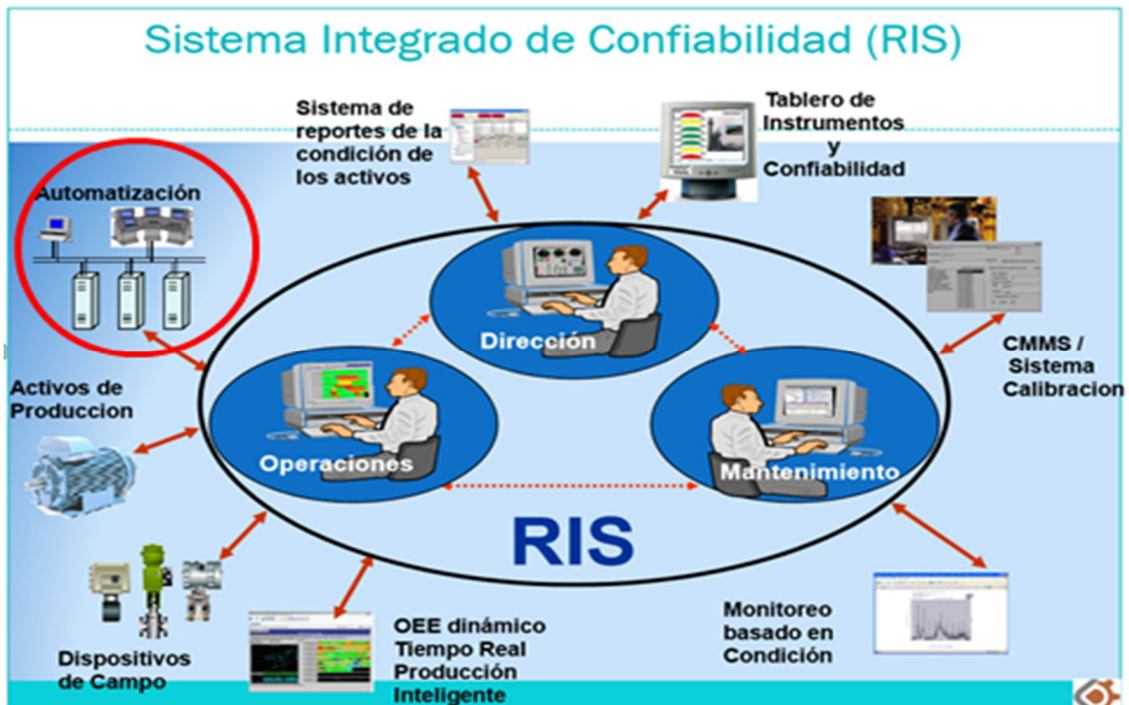 Sistema Integrado de Confiabilidad (RIS)
Sistema de
reportes de la
condición de
los activos
Tablero de
Instrumentos
y
Confiabilidad
Automatización
Dirección
CMMS /
Sistema
Calibracion
Activos de
Produccion
Operaciones
Mantenimiento
RIS
Dispositivos
de Campo
OEE dinámico
Tiempo Real
Producción
Inteligente
Monitoreo
basado en
Condición